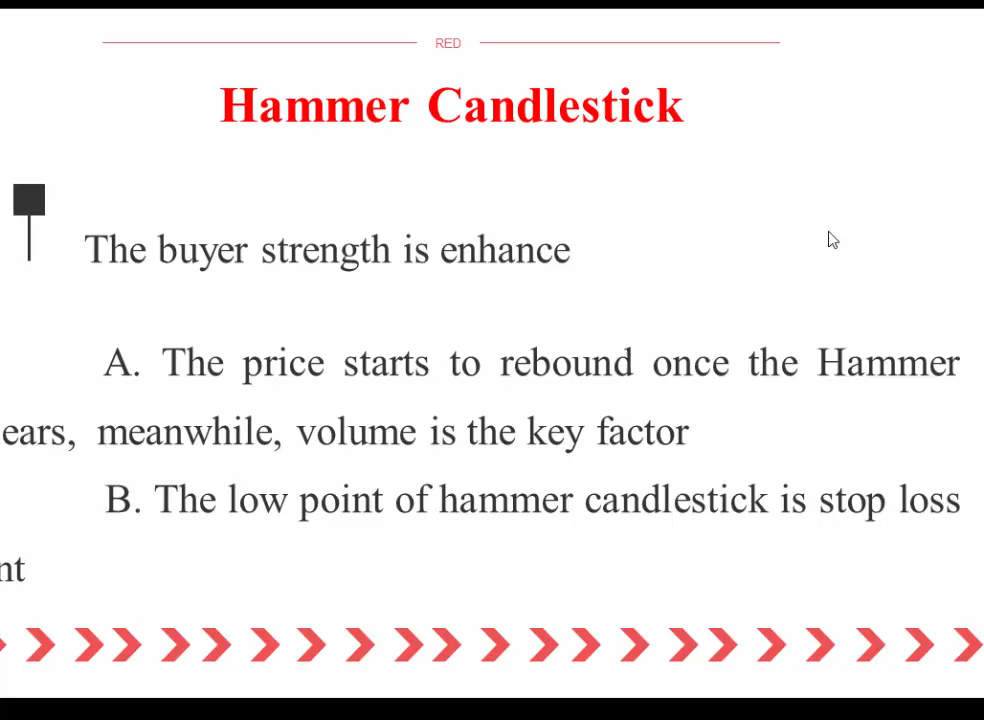 RED
Hammer Candlestick
The buyer strength is enhance
A. The price starts to rebound once the Hammer
ears, meanwhile, volume is the key factor
B. The low point of hammer candlestick is stop loss
nt